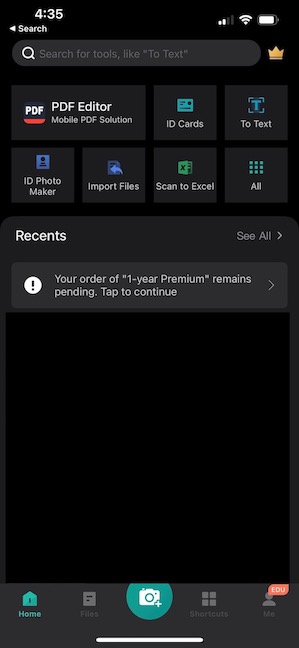 4:35
Search
Search for tools, like "To Text"
PDF
PDF Editor
Mobile PDF Solution
ID Cards
To Text
ID Photo
Maker
Import Files
Scan to Excel
All
Recents
See All
Your order of "1-year Premium" remains
pending. Tap to continue
EDU
Home
Files
Shortcuts
Me